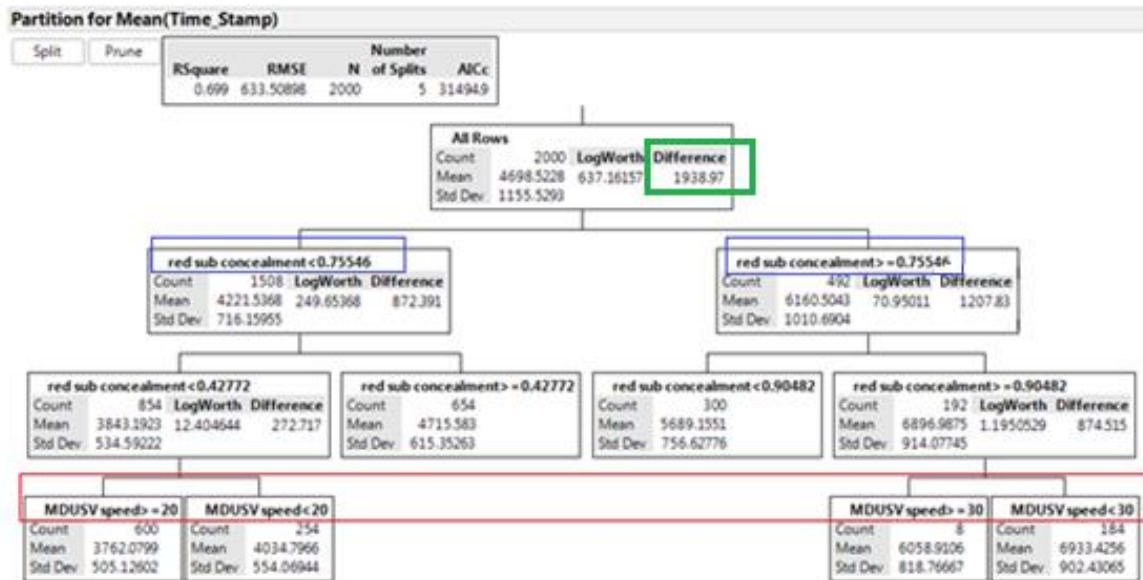 Partition for Mean(Time_Stamp)
Split Prune
Number
RSquare RMSE N of Splits AICc
0.699 633.50898 2000 5 31494.9
All Rows
Count 2000 LogWorth Difference
Mean 4698.5228 637.16157 1938.97
Std Dev 1155.5293
red sub concealment<0.75546
Count 1508 LogWorth Difference
Mean 4221.5368 249.65368 872.391
Std Dev 716.15955
red sub concealment>=0.75546
Count 492 LogWorth Difference
Mean 6160.5043 70.95011 1207.83
Std Dev 1010.6904
red sub concealment<0.42772
Count 854 LogWorth Difference
Mean 3843.1923 12.404644 272.717
Std Dev 534.59222
red sub concealment>=0.42772
Count 654
Mean 4715.583
Std Dev 615.35263
red sub concealment<0.90482
Count 300
Mean 5689.1551
Std Dev 756.62776
red sub concealment>=0.90482
Count 192 LogWorth Difference
Mean 6896.9875 1.1950529 874.515
Std Dev 914.07745
MDUSV speed>=20
Count 600
Mean 3762.0799
Std Dev 505.12602
MDUSV speed<20
Count 254
Mean 4034.7966
Std Dev 554.06944
MDUSV speed>=30
Count 8
Mean 6058.9106
Std Dev 818.76667
MDUSV speed<30
Count 184
Mean 6933.4256
Std Dev 902.43065